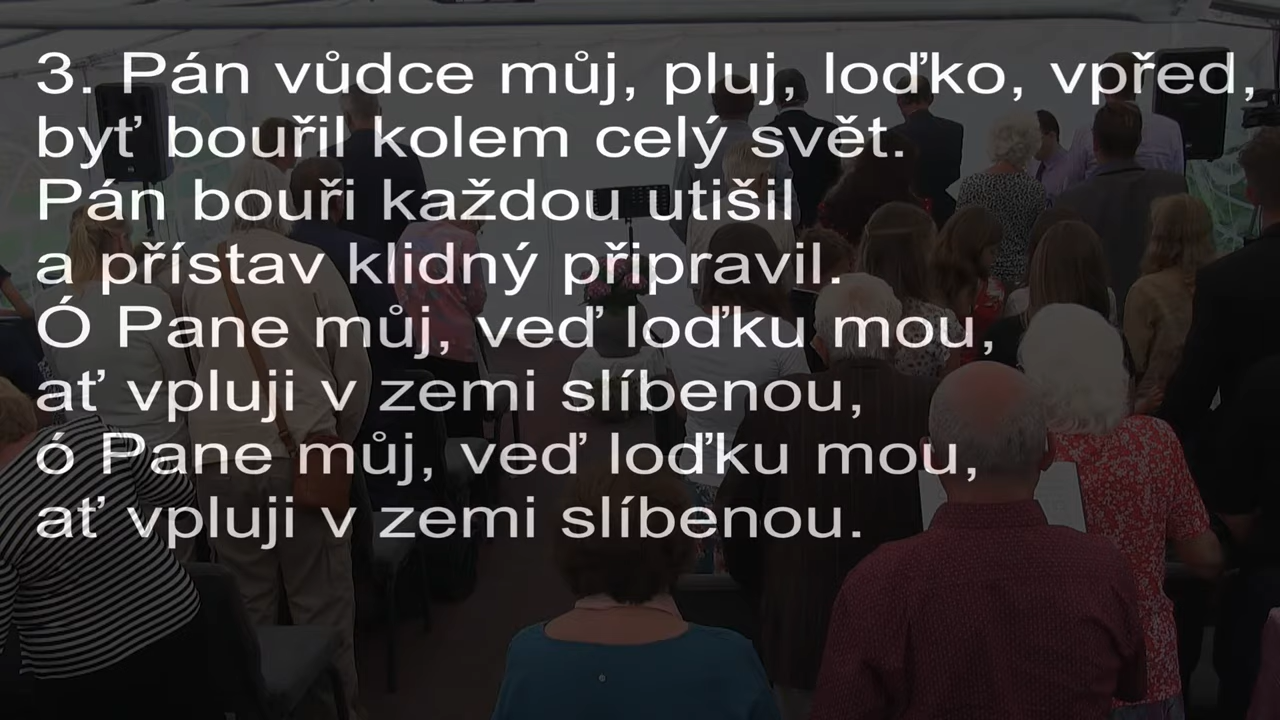 3. Pán vůdce můj, pluj, loďko, vpřed,
byť bouřil kolem celý svět.
Pán bouři každou utišil
a přístav klidný připravil.
Ó Pane můj, veď loďku mou,
ať vpluji v zemi slíbenou,
ó Pane můj, veď loďku mou,
ať vpluji v zemi slíbenou.